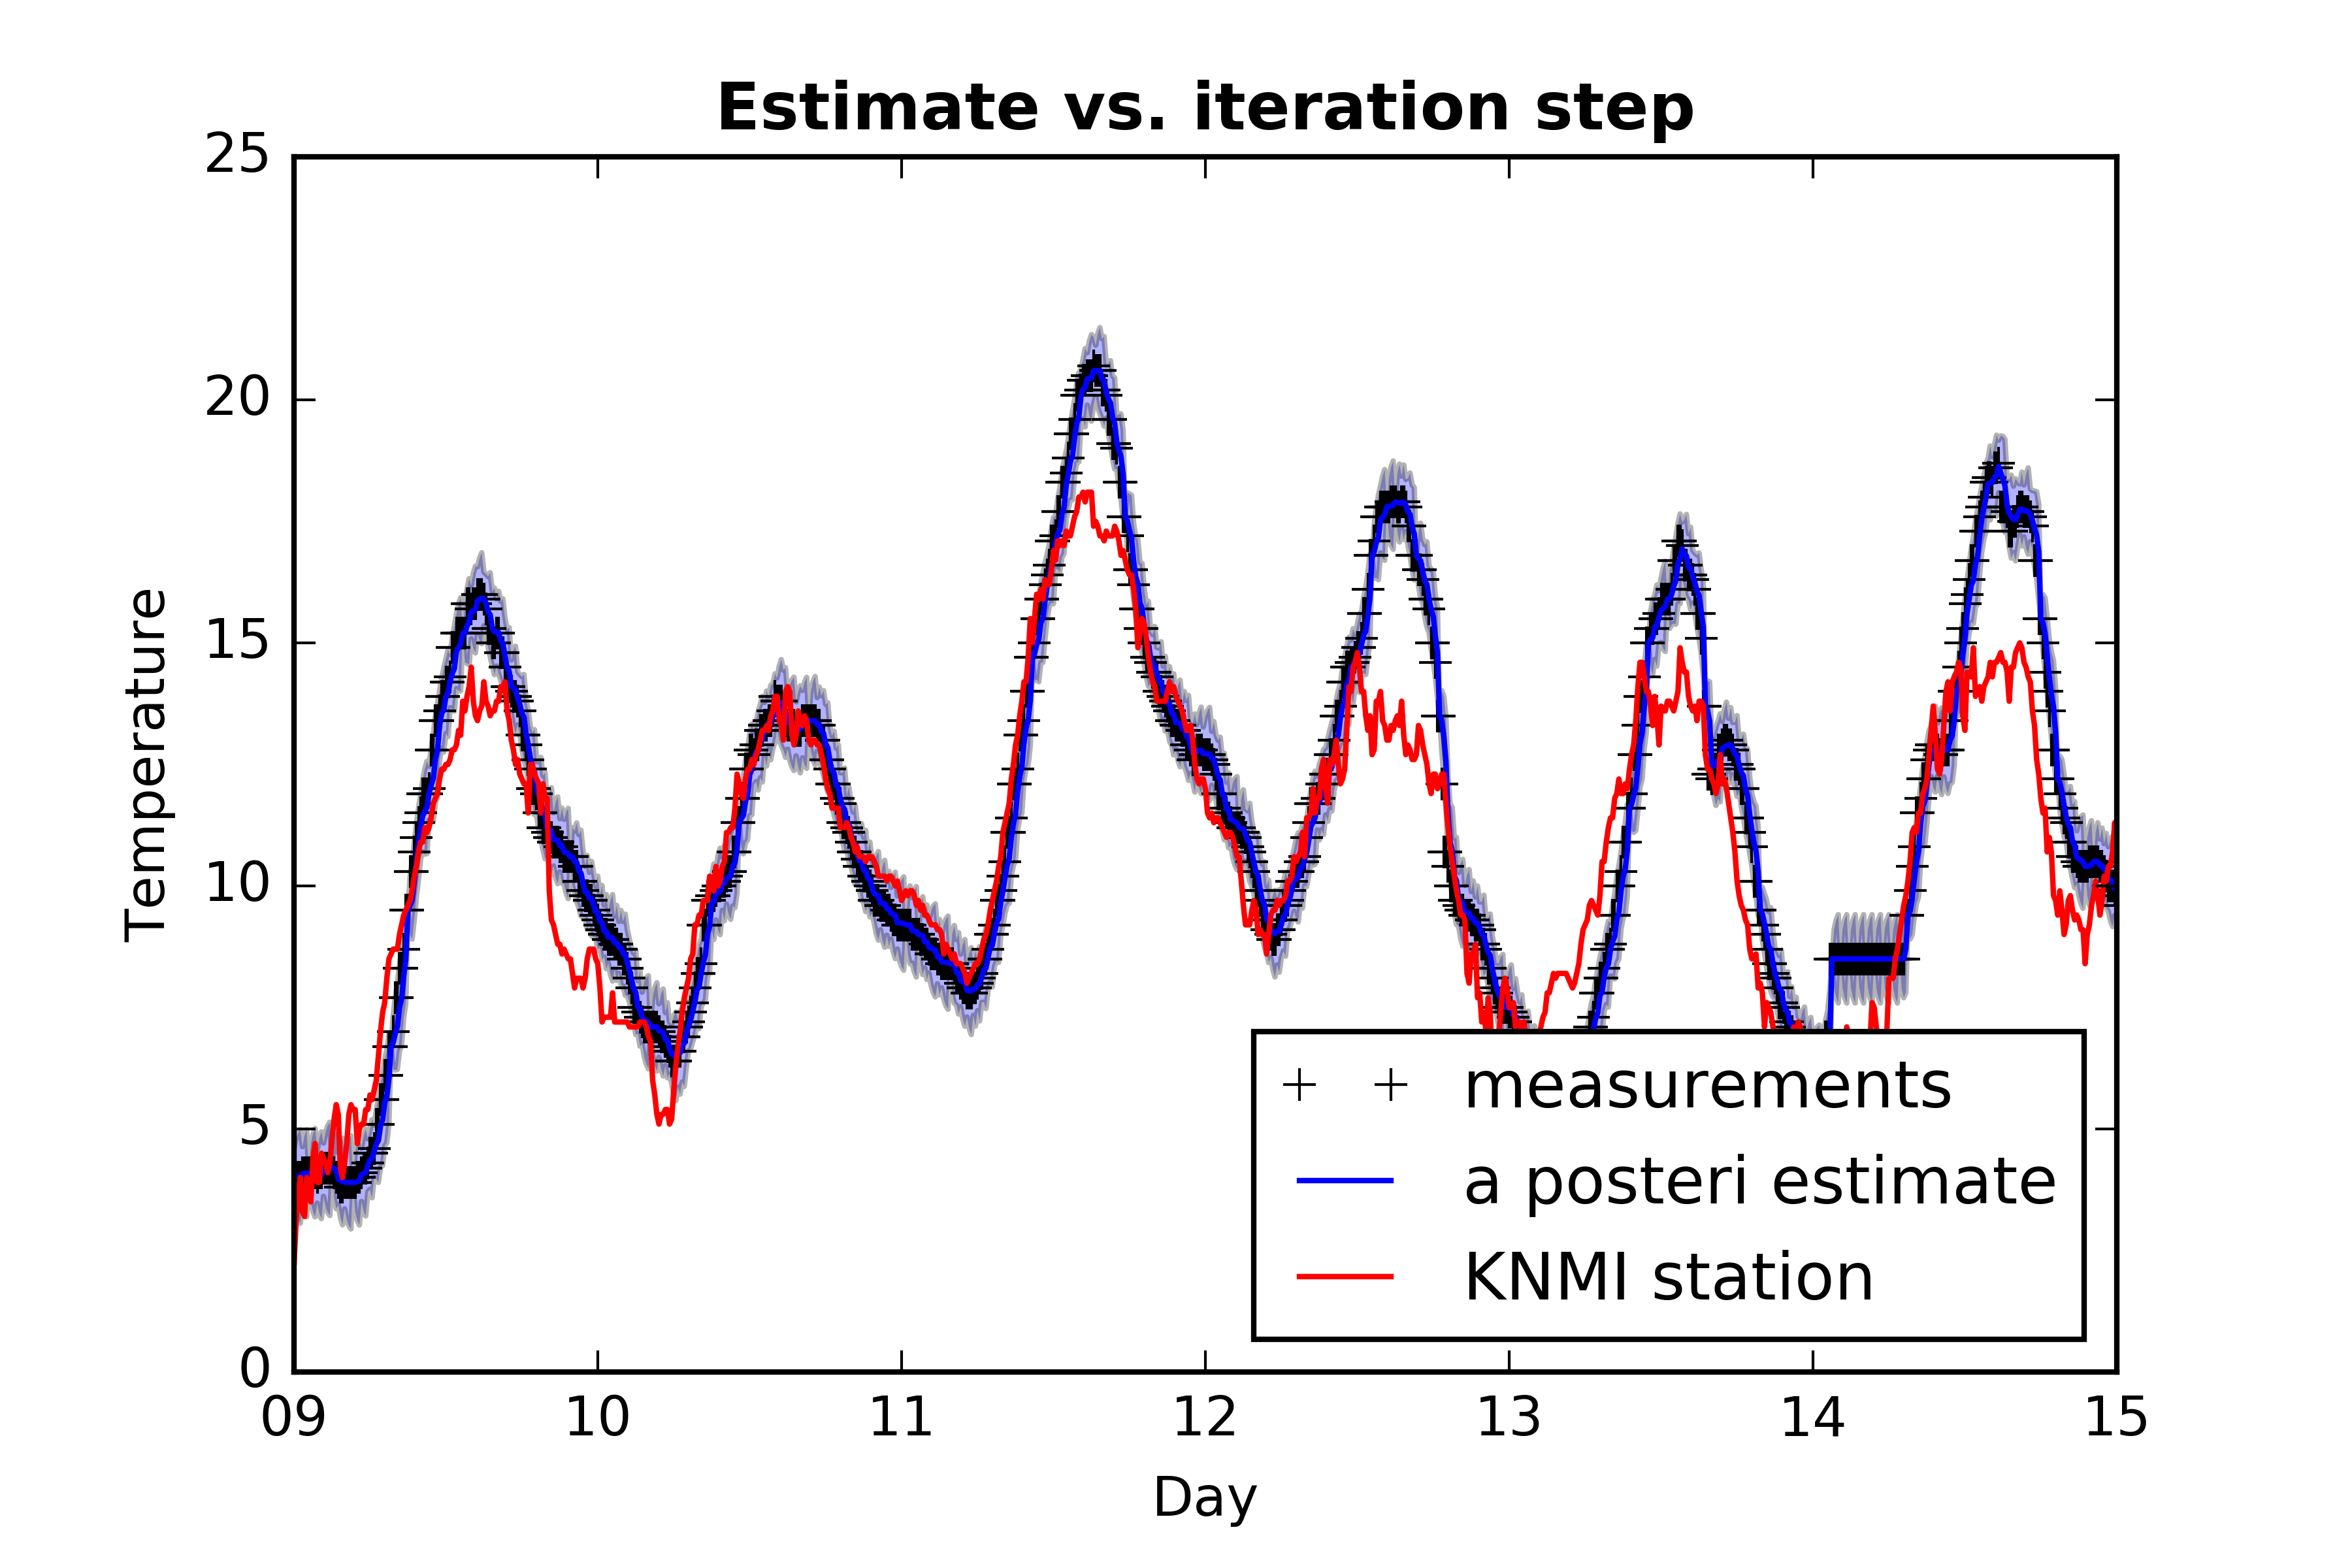 Estimate vs. iteration step
25
20
15
10
5
0
Temperature
measurements
a posteri estimate
KNMI station
09 10 11 12 13 14 15
Day